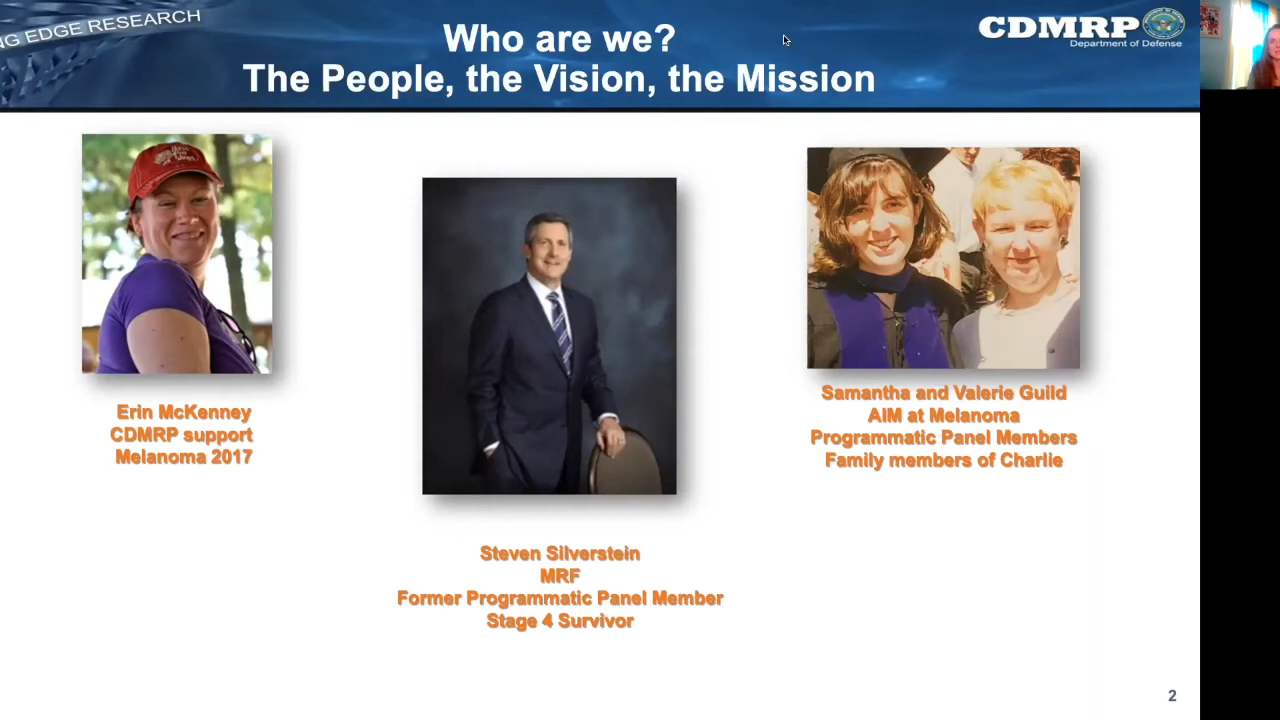 NG EDGE RESEARCH
Who are we?
The People, the Vision, the Mission
CDMRP
Department of Defense
Erin McKenney
CDMRP support
Melanoma 2017
Steven Silverstein
MRF
Former Programmatic Panel Member
Stage 4 Survivor
Samantha and Valerie Guild
AIM at Melanoma
Programmatic Panel Members
Family members of Charlie
2